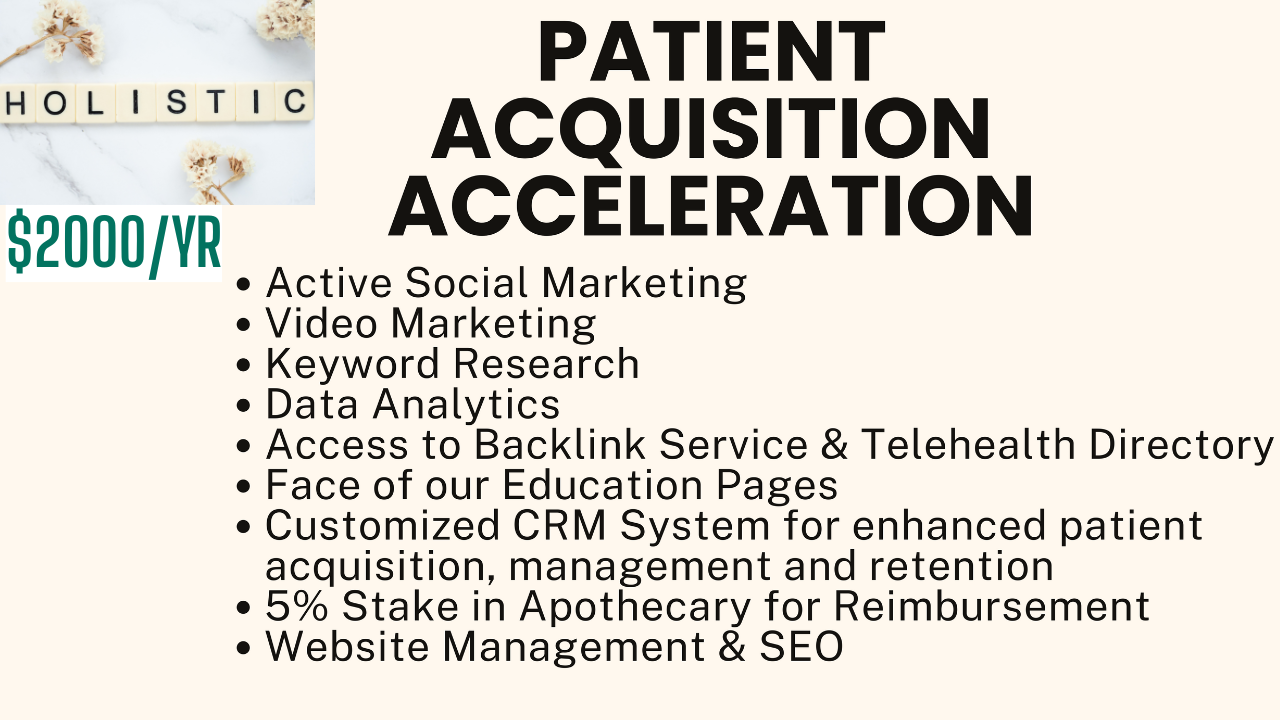 HOLISTIC
PATIENT
ACQUISITION
ACCELERATION
$2000/YR
• Active Social Marketing
• Video Marketing
• Keyword Research
• Data Analytics
• Access to Backlink Service & Telehealth Directory
• Face of our Education Pages
• Customized CRM System for enhanced patient
acquisition, management and retention
• 5% Stake in Apothecary for Reimbursement
• Website Management & SEO